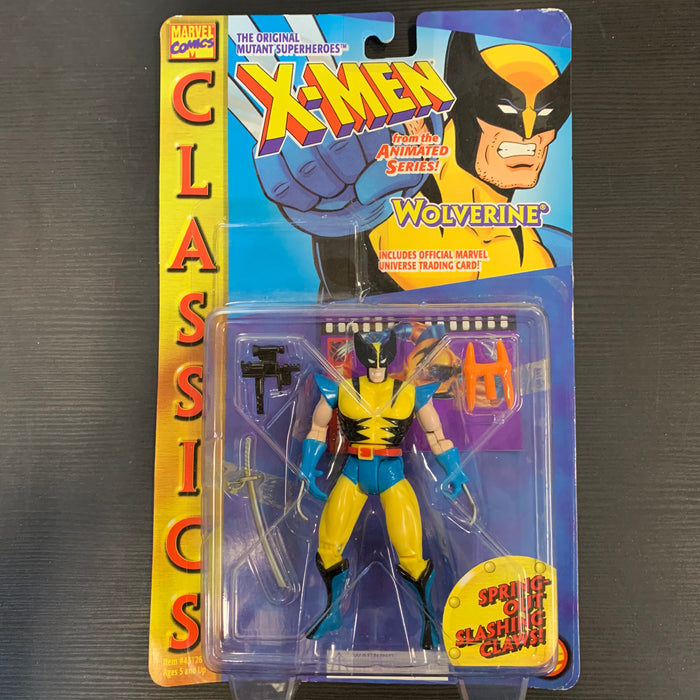 MARVEL
COMICS
CLASSICS
THE ORIGINAL
MUTANT SUPERHEROES™
X-MEN®
from the
ANIMATED
SERIES!
WOLVERINE®
INCLUDES OFFICIAL MARVEL
UNIVERSE TRADING CARD!
SPRING-
OUT
SLASHING
CLAWS!
Ages 5 and Up